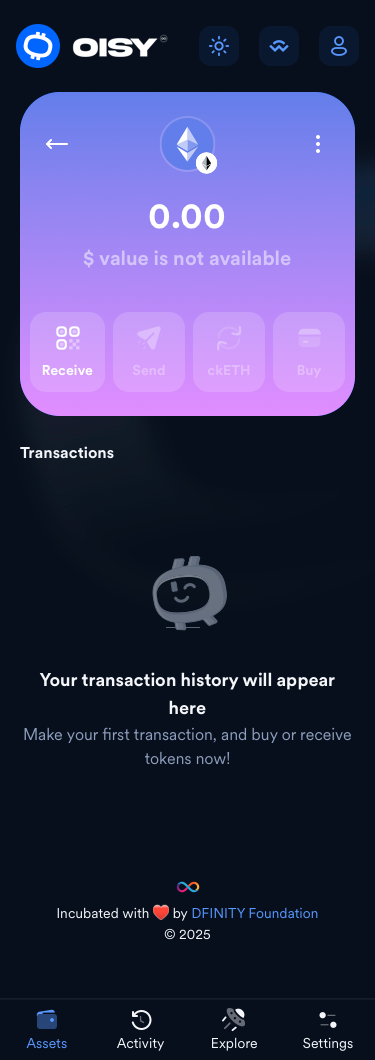 OISY
0.00
$ value is not available
Receive
Send
ckETH
Buy
Transactions
Your transaction history will appear
here
Make your first transaction, and buy or receive
tokens now!
Incubated with ❤️ by DFINITY Foundation
© 2025
Assets
Activity
Explore
Settings